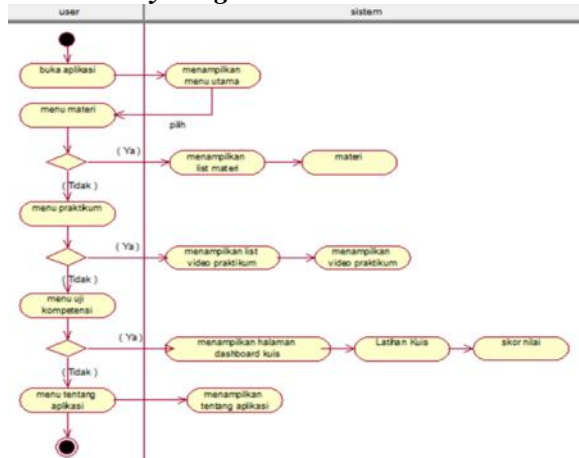 user
sistem
buka aplikasi
menampilkan
menu utama
menu materi
pilih
( Ya )
menampilkan
list materi
materi
( Tidak )
menu praktikum
( Ya )
menampilkan list
video praktikum
menampilkan
video praktikum
( Tidak )
menu uji
kompetensi
( Ya )
menampilkan halaman
dashboard kuis
Latihan Kuis
skor nilai
( Tidak )
menu tentang
aplikasi
menampilkan
tentang aplikasi